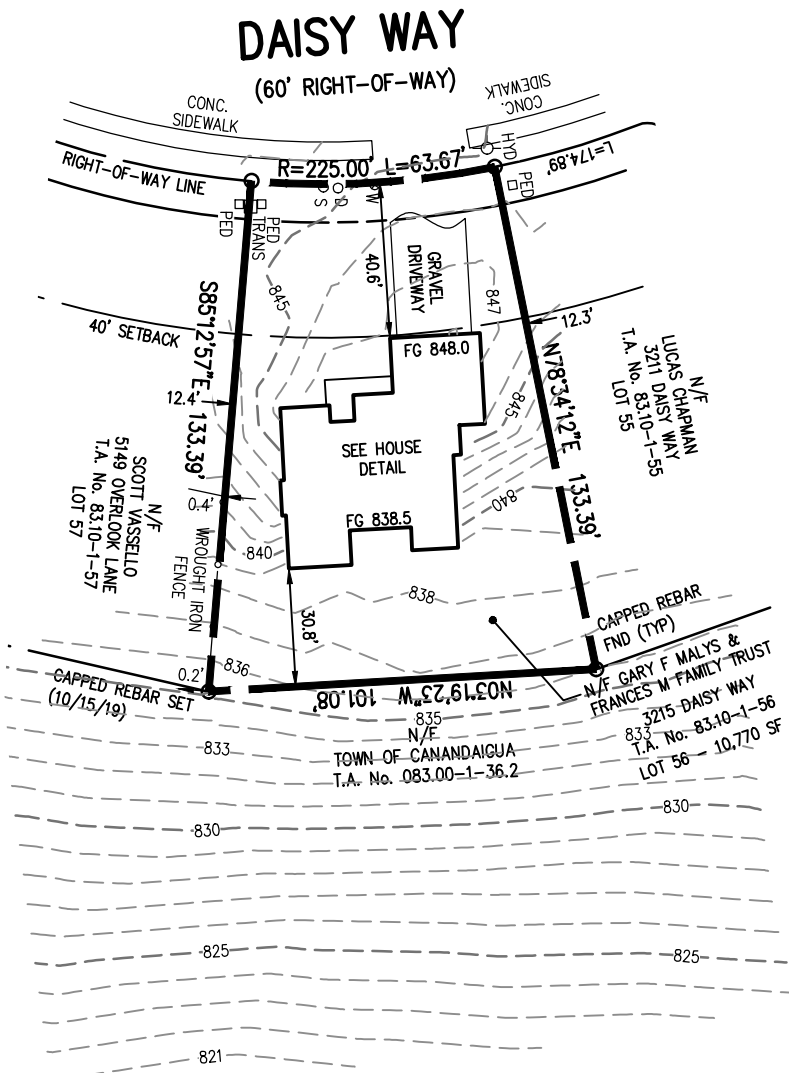 DAISY WAY
(60' RIGHT-OF-WAY)
CONC.
SIDEWALK
CONC.
SIDEWALK
RIGHT-OF-WAY LINE
R=225.00' L=63.67'
HYD
L=174.89'
PED
S
D
W
PED
TRANS
PED
845
40.6'
GRAVEL
DRIVEWAY
847
40' SETBACK
S85°12'57"E 133.39'
12.3'
FG 848.0
N78°34'12"E 133.39'
N/F
LUCAS CHAPMAN
3211 DAISY WAY
T.A. No. 83.10-1-55
LOT 55
12.4'
845
SEE HOUSE
DETAIL
N/F
SCOTT VASSELLO
5149 OVERLOOK LANE
T.A. No. 83.10-1-57
LOT 57
0.4'
840
FG 838.5
WROUGHT IRON
FENCE
840
838
30.8'
CAPPED REBAR
FND (TYP)
836
0.2'
CAPPED REBAR SET
(10/15/19)
N03°19'23"W 101.08'
N/F GARY F MALYS &
FRANCES M FAMILY TRUST
3215 DAISY WAY
T.A. No. 83.10-1-56
LOT 56 - 10,770 SF
835
N/F
TOWN OF CANANDAIGUA
T.A. No. 083.00-1-36.2
833
833
830
830
825
825
821